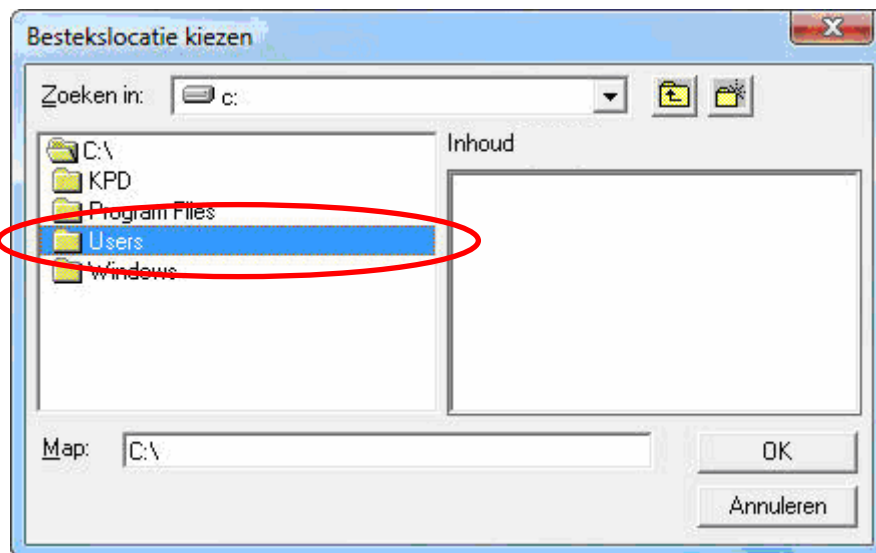 Bestekslocatie kiezen
Zoeken in: c:
Inhoud
C:\
KPD
Program Files
Users
Windows
Map: C:\
OK
Annuleren